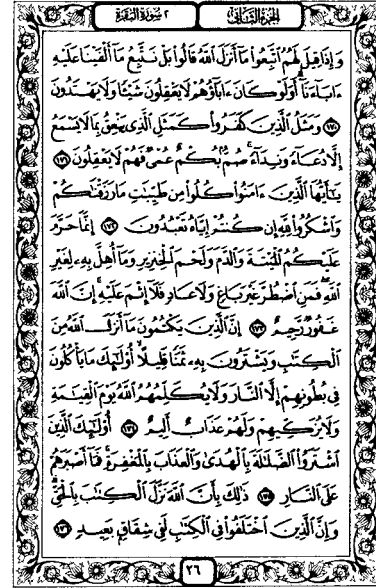 الجزء الثاني
٢ سورة البقرة
وَإِذَا قِيلَ لَهُمُ ٱتَّبِعُوا۟ مَآ أَنزَلَ ٱللَّهُ قَالُوا۟ بَلْ نَتَّبِعُ مَآ أَلْفَيْنَا عَلَيْهِ
ءَابَآءَنَآ أَوَلَوْ كَانَ ءَابَآؤُهُمْ لَا يَعْقِلُونَ شَيْـًٔا وَلَا يَهْتَدُونَ
﴿١٧٠﴾ وَمَثَلُ ٱلَّذِينَ كَفَرُوا۟ كَمَثَلِ ٱلَّذِى يَنْعِقُ بِمَا لَا يَسْمَعُ
إِلَّا دُعَآءً وَنِدَآءً صُمٌّۢ بُكْمٌ عُمْىٌ فَهُمْ لَا يَعْقِلُونَ ﴿١٧١﴾
يَـٰٓأَيُّهَا ٱلَّذِينَ ءَامَنُوا۟ كُلُوا۟ مِن طَيِّبَـٰتِ مَا رَزَقْنَـٰكُمْ
وَٱشْكُرُوا۟ لِلَّهِ إِن كُنتُمْ إِيَّاهُ تَعْبُدُونَ ﴿١٧٢﴾ إِنَّمَا حَرَّمَ
عَلَيْكُمُ ٱلْمَيْتَةَ وَٱلدَّمَ وَلَحْمَ ٱلْخِنزِيرِ وَمَآ أُهِلَّ بِهِۦ لِغَيْرِ
ٱللَّهِ فَمَنِ ٱضْطُرَّ غَيْرَ بَاغٍ وَلَا عَادٍ فَلَآ إِثْمَ عَلَيْهِ إِنَّ ٱللَّهَ
غَفُورٌ رَّحِيمٌ ﴿١٧٣﴾ إِنَّ ٱلَّذِينَ يَكْتُمُونَ مَآ أَنزَلَ ٱللَّهُ مِنَ
ٱلْكِتَـٰبِ وَيَشْتَرُونَ بِهِۦ ثَمَنًا قَلِيلًا أُو۟لَـٰٓئِكَ مَا يَأْكُلُونَ
فِى بُطُونِهِمْ إِلَّا ٱلنَّارَ وَلَا يُكَلِّمُهُمُ ٱللَّهُ يَوْمَ ٱلْقِيَـٰمَةِ
وَلَا يُزَكِّيهِمْ وَلَهُمْ عَذَابٌ أَلِيمٌ ﴿١٧٤﴾ أُو۟لَـٰٓئِكَ ٱلَّذِينَ
ٱشْتَرَوُا۟ ٱلضَّلَـٰلَةَ بِٱلْهُدَىٰ وَٱلْعَذَابَ بِٱلْمَغْفِرَةِ فَمَآ أَصْبَرَهُمْ
عَلَى ٱلنَّارِ ﴿١٧٥﴾ ذَٰلِكَ بِأَنَّ ٱللَّهَ نَزَّلَ ٱلْكِتَـٰبَ بِٱلْحَقِّ
وَإِنَّ ٱلَّذِينَ ٱخْتَلَفُوا۟ فِى ٱلْكِتَـٰبِ لَفِى شِقَاقٍۭ بَعِيدٍ ﴿١٧٦﴾
٢٦